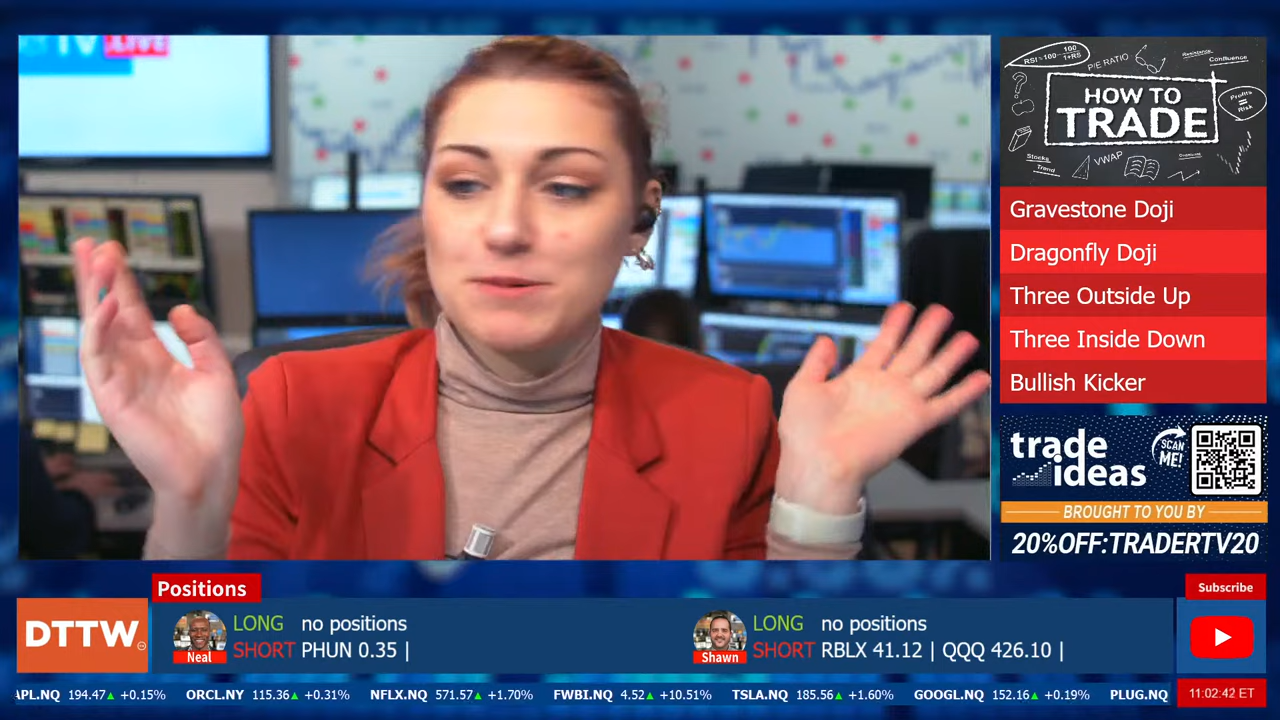 TV LIVE
RSI=100- 100
1+RS
P/E RATIO
Resistance
Confluence
HOW TO
TRADE
Profits
=
Risk
Stocks
Trend
VWAP
Gravestone Doji
Dragonfly Doji
Three Outside Up
Three Inside Down
Bullish Kicker
trade
ideas
SCAN
ME!
BROUGHT TO YOU BY
20%OFF:TRADERTV20
Positions
Subscribe
DTTW
Neal
LONG no positions
SHORT PHUN 0.35 |
Shawn
LONG no positions
SHORT RBLX 41.12 | QQQ 426.10 |
APL.NQ 194.47▲ +0.15% ORCL.NY 115.36▲ +0.31% NFLX.NQ 571.57▲ +1.70% FWBI.NQ 4.52▲ +10.51% TSLA.NQ 185.56▲ +1.60% GOOGL.NQ 152.16▲ +0.19% PLUG.NQ
11:02:42 ET